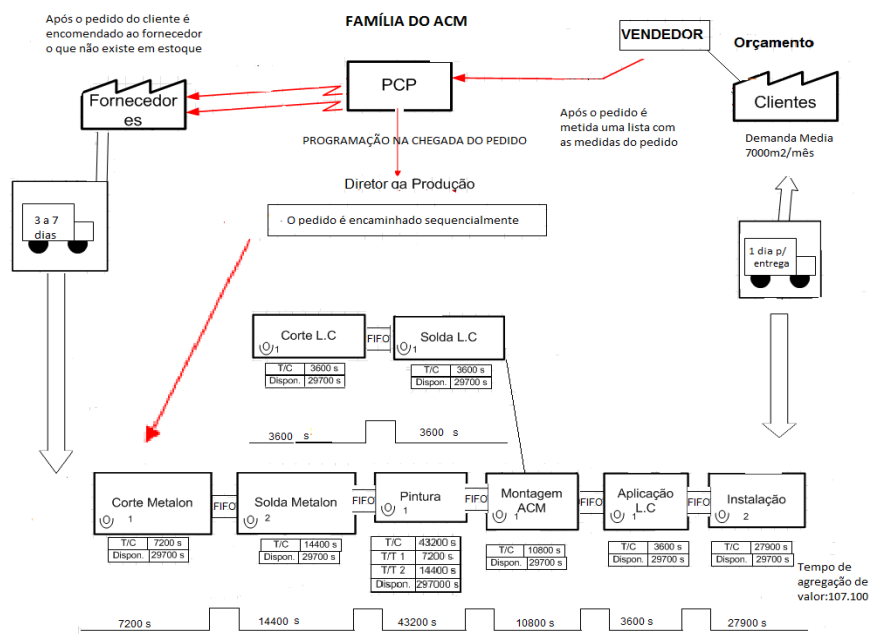 Após o pedido do cliente é
encomendado ao fornecedor
o que não existe em estoque
FAMÍLIA DO ACM
VENDEDOR
Orçamento
Fornecedor
es
PCP
Clientes
Após o pedido é
metida uma lista com
as medidas do pedido
Demanda Media
7000m2/mês
PROGRAMAÇÃO NA CHEGADA DO PEDIDO
Diretor da Produção
O pedido é encaminhado sequencialmente
3 a 7
dias
1 dia p/
entrega
Corte L.C
1
FIFO
Solda L.C
1
T/C 3600 s
Dispon. 29700 s
T/C 3600 s
Dispon. 29700 s
3600 s
3600 s
Corte Metalon
1
FIFO
Solda Metalon
2
FIFO
Pintura
1
FIFO
Montagem
ACM
1
FIFO
Aplicação
L.C
1
FIFO
Instalação
2
T/C 7200 s
Dispon. 29700 s
T/C 14400 s
Dispon. 29700 s
T/C 43200 s
T/T 1 7200 s
T/T 2 14400 s
Dispon. 297000 s
T/C 10800 s
Dispon. 29700 s
T/C 3600 s
Dispon. 29700 s
T/C 27900 s
Dispon. 29700 s
Tempo de
agregação de
valor:107.100
7200 s
14400 s
43200 s
10800 s
3600 s
27900 s